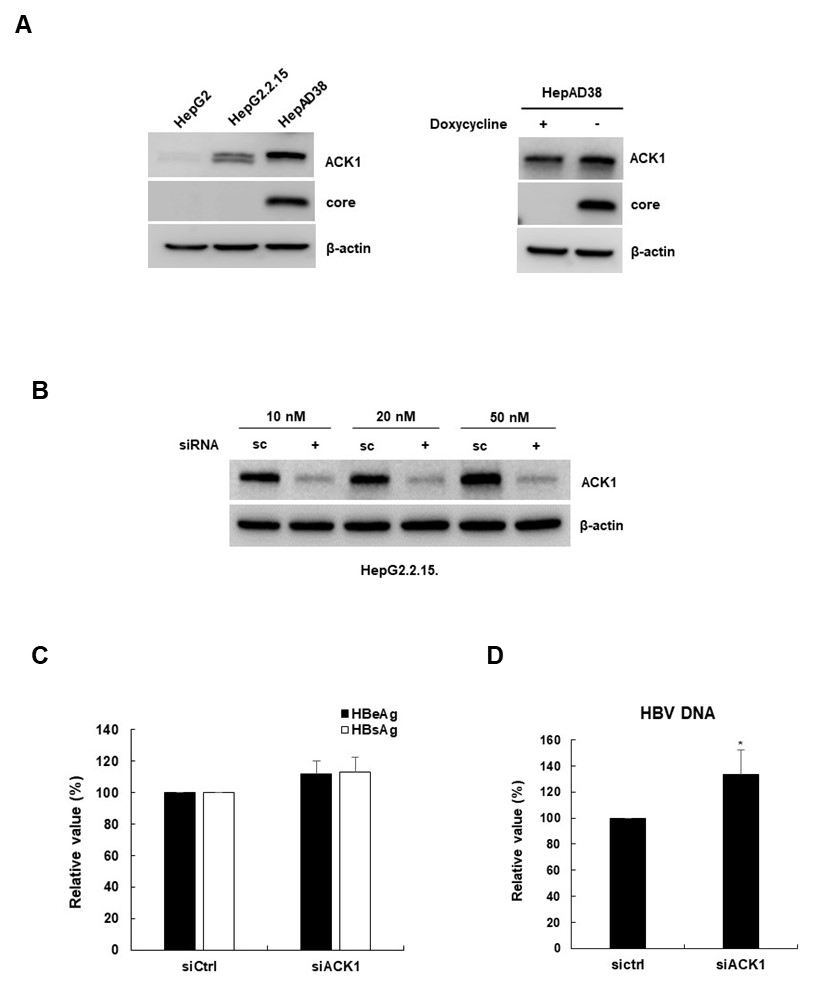 A
HepG2
HepG2.2.15
HepAD38
ACK1
core
β-actin
HepAD38
Doxycycline + -
ACK1
core
β-actin
B
10 nM 20 nM 50 nM
siRNA sc + sc + sc +
ACK1
β-actin
HepG2.2.15.
C
HBeAg
HBsAg
Relative value (%)
140
120
100
80
60
40
20
0
siCtrl siACK1
D
HBV DNA
Relative value (%)
160
140
120
100
80
60
40
20
0
*
sictrl siACK1